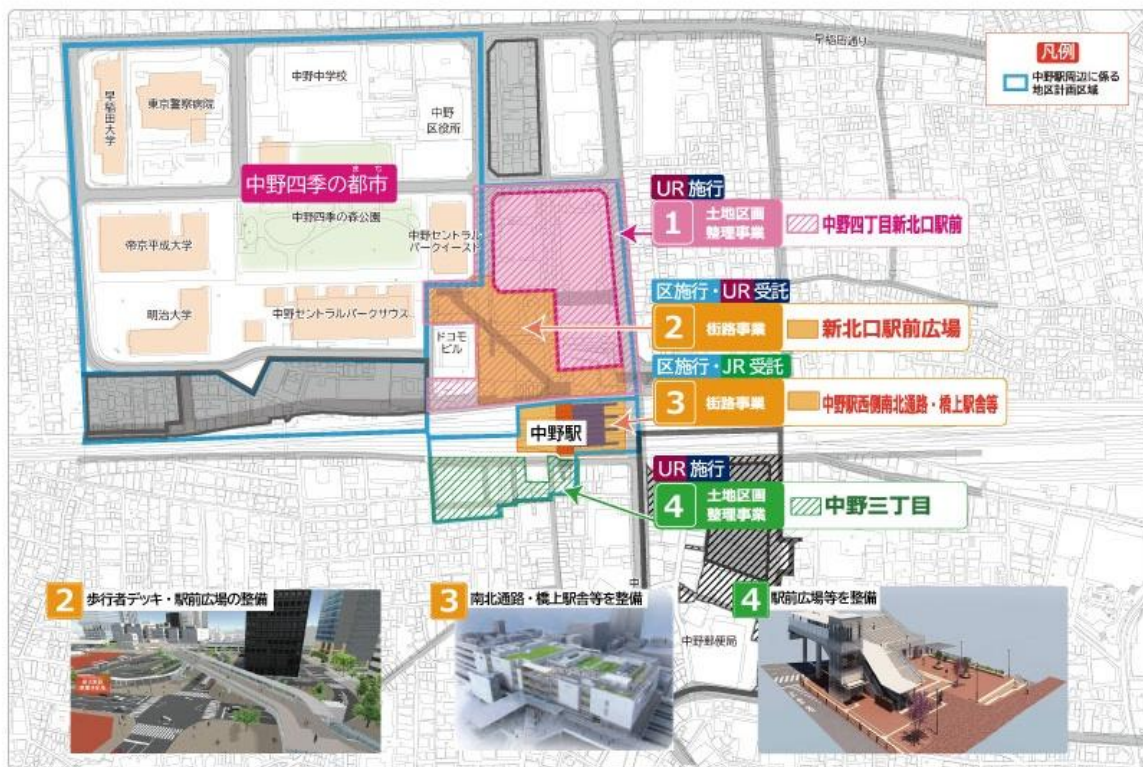 早稲田通り
凡例
中野駅周辺に係る
地区計画区域
早稲田大学
東京警察病院
中野中学校
中野
区役所
まち
中野四季の都市
中野四季の森公園
帝京平成大学
中野セントラル
パークイースト
明治大学
中野セントラルパークサウス
ドコモ
ビル
UR施行
1 土地区画
整理事業
中野四丁目新北口駅前
区施行・UR受託
2 街路事業
新北口駅前広場
区施行・JR受託
3 街路事業
中野駅西側南北通路・橋上駅舎等
中野駅
UR施行
4 土地区画
整理事業
中野三丁目
中
中野郵便局
2 歩行者デッキ・駅前広場の整備
3 南北通路・橋上駅舎等を整備
4 駅前広場等を整備